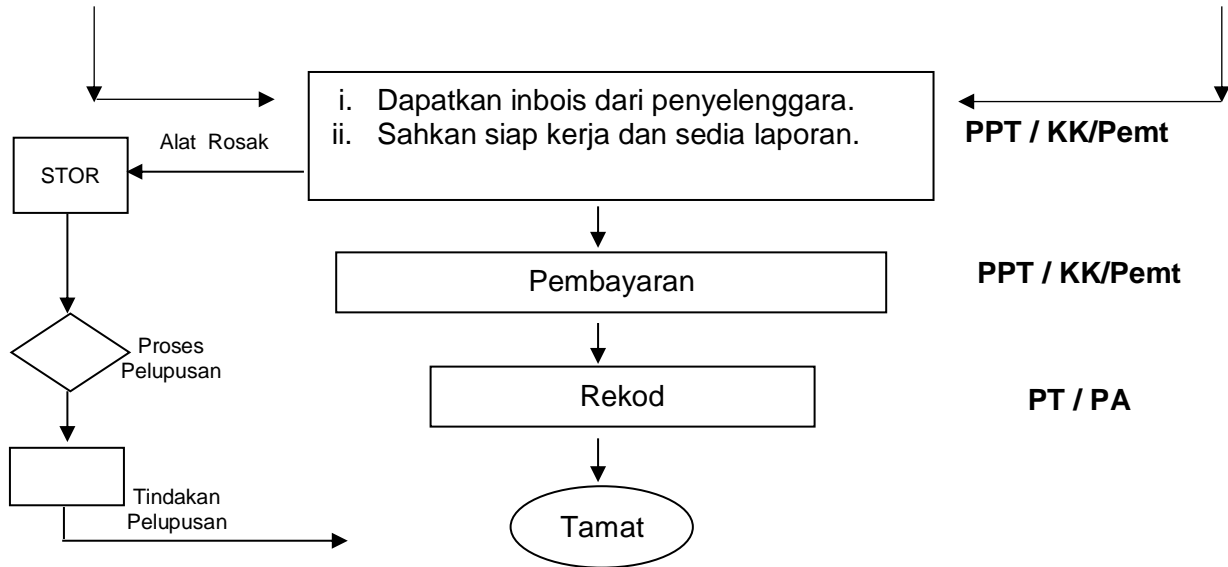 i. Dapatkan inbois dari penyelenggara.
ii. Sahkan siap kerja dan sedia laporan.
PPT / KK/Pemt
Alat Rosak
STOR
Pembayaran
PPT / KK/Pemt
Proses
Pelupusan
Rekod
PT / PA
Tindakan
Pelupusan
Tamat